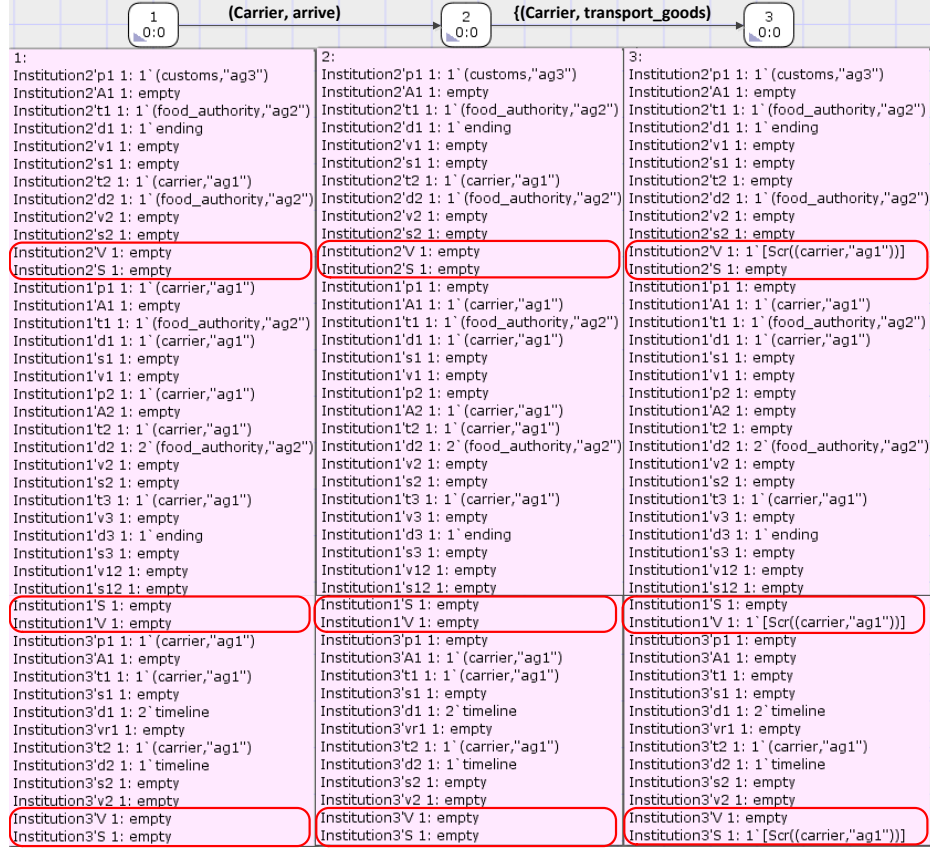 (Carrier, arrive)
{(Carrier, transport_goods)
1
0:0
2
0:0
3
0:0
1:
Institution2'p1 1: 1`(customs,"ag3")
Institution2'A1 1: empty
Institution2't1 1: 1`(food_authority,"ag2")
Institution2'd1 1: 1`ending
Institution2'v1 1: empty
Institution2's1 1: empty
Institution2't2 1: 1`(carrier,"ag1")
Institution2'd2 1: 1`(food_authority,"ag2")
Institution2'v2 1: empty
Institution2's2 1: empty
Institution2'V 1: empty
Institution2'S 1: empty
Institution1'p1 1: 1`(carrier,"ag1")
Institution1'A1 1: empty
Institution1't1 1: 1`(food_authority,"ag2")
Institution1'd1 1: 1`(carrier,"ag1")
Institution1's1 1: empty
Institution1'v1 1: empty
Institution1'p2 1: 1`(carrier,"ag1")
Institution1'A2 1: empty
Institution1't2 1: 1`(carrier,"ag1")
Institution1'd2 1: 2`(food_authority,"ag2")
Institution1'v2 1: empty
Institution1's2 1: empty
Institution1't3 1: 1`(carrier,"ag1")
Institution1'v3 1: empty
Institution1'd3 1: 1`ending
Institution1's3 1: empty
Institution1'v12 1: empty
Institution1's12 1: empty
Institution1'S 1: empty
Institution1'V 1: empty
Institution3'p1 1: 1`(carrier,"ag1")
Institution3'A1 1: empty
Institution3't1 1: 1`(carrier,"ag1")
Institution3's1 1: empty
Institution3'd1 1: 2`timeline
Institution3'vr1 1: empty
Institution3't2 1: 1`(carrier,"ag1")
Institution3'd2 1: 1`timeline
Institution3's2 1: empty
Institution3'v2 1: empty
Institution3'V 1: empty
Institution3'S 1: empty
2:
Institution2'p1 1: 1`(customs,"ag3")
Institution2'A1 1: empty
Institution2't1 1: 1`(food_authority,"ag2")
Institution2'd1 1: 1`ending
Institution2'v1 1: empty
Institution2's1 1: empty
Institution2't2 1: 1`(carrier,"ag1")
Institution2'd2 1: 1`(food_authority,"ag2")
Institution2'v2 1: empty
Institution2's2 1: empty
Institution2'V 1: empty
Institution2'S 1: empty
Institution1'p1 1: empty
Institution1'A1 1: 1`(carrier,"ag1")
Institution1't1 1: 1`(food_authority,"ag2")
Institution1'd1 1: 1`(carrier,"ag1")
Institution1's1 1: empty
Institution1'v1 1: empty
Institution1'p2 1: empty
Institution1'A2 1: 1`(carrier,"ag1")
Institution1't2 1: 1`(carrier,"ag1")
Institution1'd2 1: 2`(food_authority,"ag2")
Institution1'v2 1: empty
Institution1's2 1: empty
Institution1't3 1: 1`(carrier,"ag1")
Institution1'v3 1: empty
Institution1'd3 1: 1`ending
Institution1's3 1: empty
Institution1'v12 1: empty
Institution1's12 1: empty
Institution1'S 1: empty
Institution1'V 1: empty
Institution3'p1 1: empty
Institution3'A1 1: 1`(carrier,"ag1")
Institution3't1 1: 1`(carrier,"ag1")
Institution3's1 1: empty
Institution3'd1 1: 2`timeline
Institution3'vr1 1: empty
Institution3't2 1: 1`(carrier,"ag1")
Institution3'd2 1: 1`timeline
Institution3's2 1: empty
Institution3'v2 1: empty
Institution3'V 1: empty
Institution3'S 1: empty
3:
Institution2'p1 1: 1`(customs,"ag3")
Institution2'A1 1: empty
Institution2't1 1: 1`(food_authority,"ag2")
Institution2'd1 1: 1`ending
Institution2'v1 1: empty
Institution2's1 1: empty
Institution2't2 1: empty
Institution2'd2 1: 1`(food_authority,"ag2")
Institution2'v2 1: empty
Institution2's2 1: empty
Institution2'V 1: 1`[Scr((carrier,"ag1"))]
Institution2'S 1: empty
Institution1'p1 1: empty
Institution1'A1 1: 1`(carrier,"ag1")
Institution1't1 1: 1`(food_authority,"ag2")
Institution1'd1 1: 1`(carrier,"ag1")
Institution1's1 1: empty
Institution1'v1 1: empty
Institution1'p2 1: empty
Institution1'A2 1: 1`(carrier,"ag1")
Institution1't2 1: empty
Institution1'd2 1: 2`(food_authority,"ag2")
Institution1'v2 1: empty
Institution1's2 1: empty
Institution1't3 1: 1`(carrier,"ag1")
Institution1'v3 1: empty
Institution1'd3 1: 1`ending
Institution1's3 1: empty
Institution1'v12 1: empty
Institution1's12 1: empty
Institution1'S 1: empty
Institution1'V 1: 1`[Scr((carrier,"ag1"))]
Institution3'p1 1: empty
Institution3'A1 1: empty
Institution3't1 1: empty
Institution3's1 1: empty
Institution3'd1 1: 2`timeline
Institution3'vr1 1: empty
Institution3't2 1: 1`(carrier,"ag1")
Institution3'd2 1: 1`timeline
Institution3's2 1: empty
Institution3'v2 1: empty
Institution3'V 1: empty
Institution3'S 1: 1`[Scr((carrier,"ag1"))]